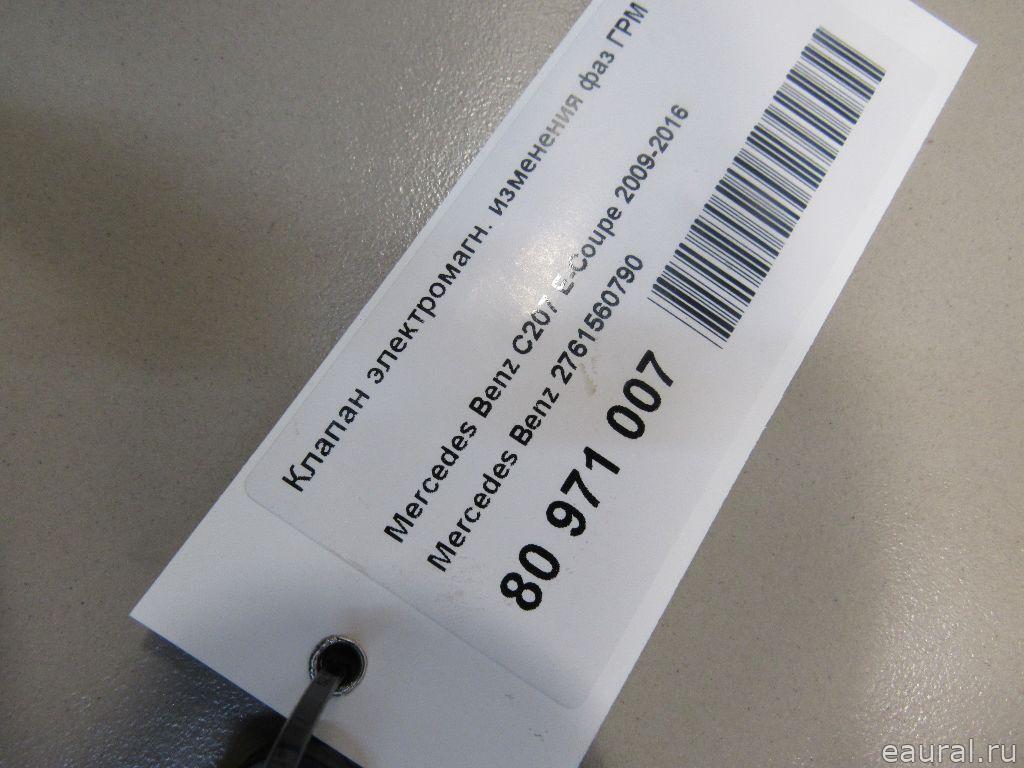 Клапан электромагн. изменения фаз ГРМ
Mercedes Benz C207 E-Coupe 2009-2016
Mercedes Benz 2761560790
80 971 007
eaural.ru